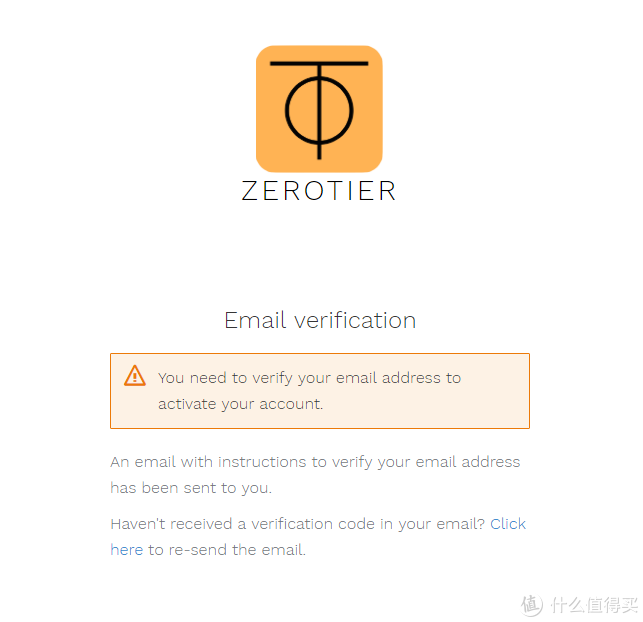 ZEROTIER
Email verification
You need to verify your email address to
activate your account.
An email with instructions to verify your email address
has been sent to you.
Haven't received a verification code in your email? Click
here to re-send the email.
值 什么值得买